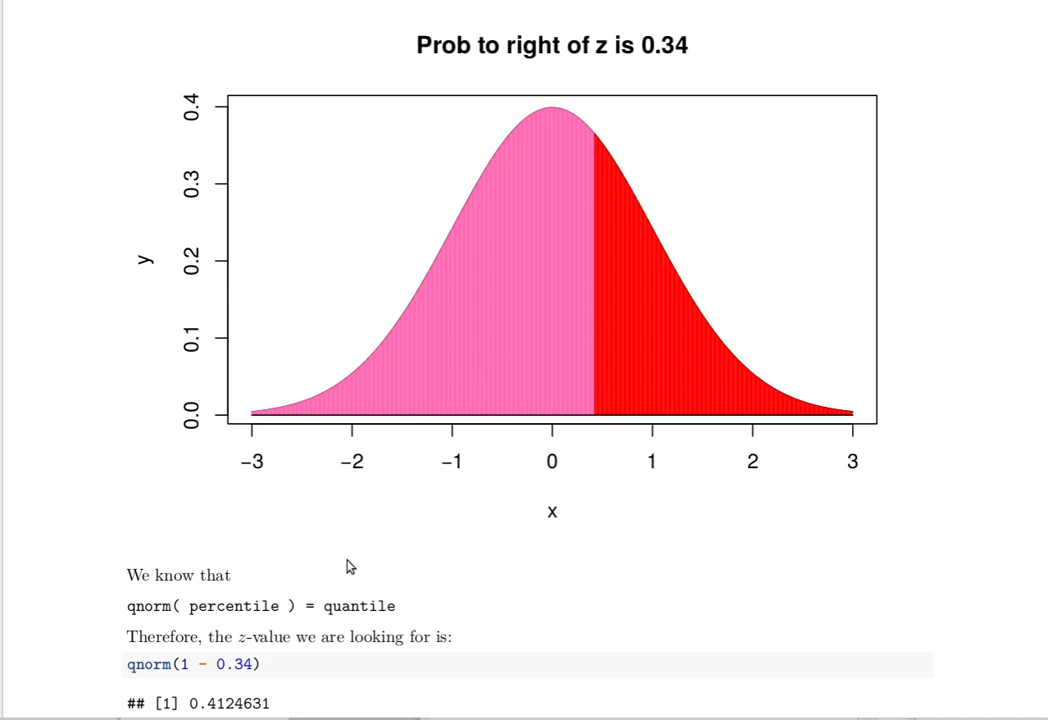 Prob to right of z is 0.34
0.4
0.3
0.2
0.1
0.0
y
−3 −2 −1 0 1 2 3
x
We know that
qnorm( percentile ) = quantile
Therefore, the z-value we are looking for is:
qnorm(1 - 0.34)
## [1] 0.4124631